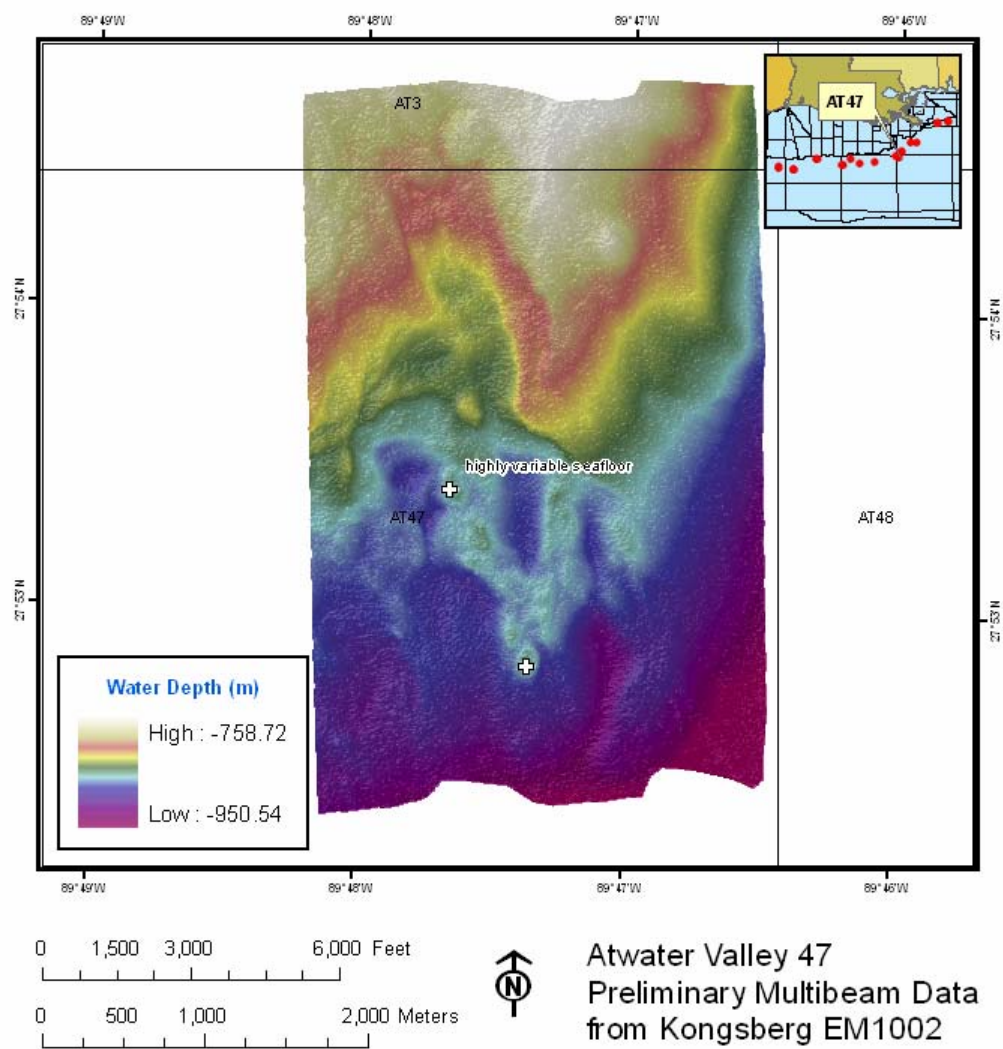 89°49'W 89°48'W 89°47'W 89°46'W
AT3
AT47
27°54'N
27°54'N
highly variable seafloor
AT47
AT48
27°53'N
27°53'N
Water Depth (m)
High : -758.72
Low : -950.54
89°49'W 89°48'W 89°47'W 89°46'W
0 1,500 3,000 6,000 Feet
0 500 1,000 2,000 Meters
N
Atwater Valley 47
Preliminary Multibeam Data
from Kongsberg EM1002